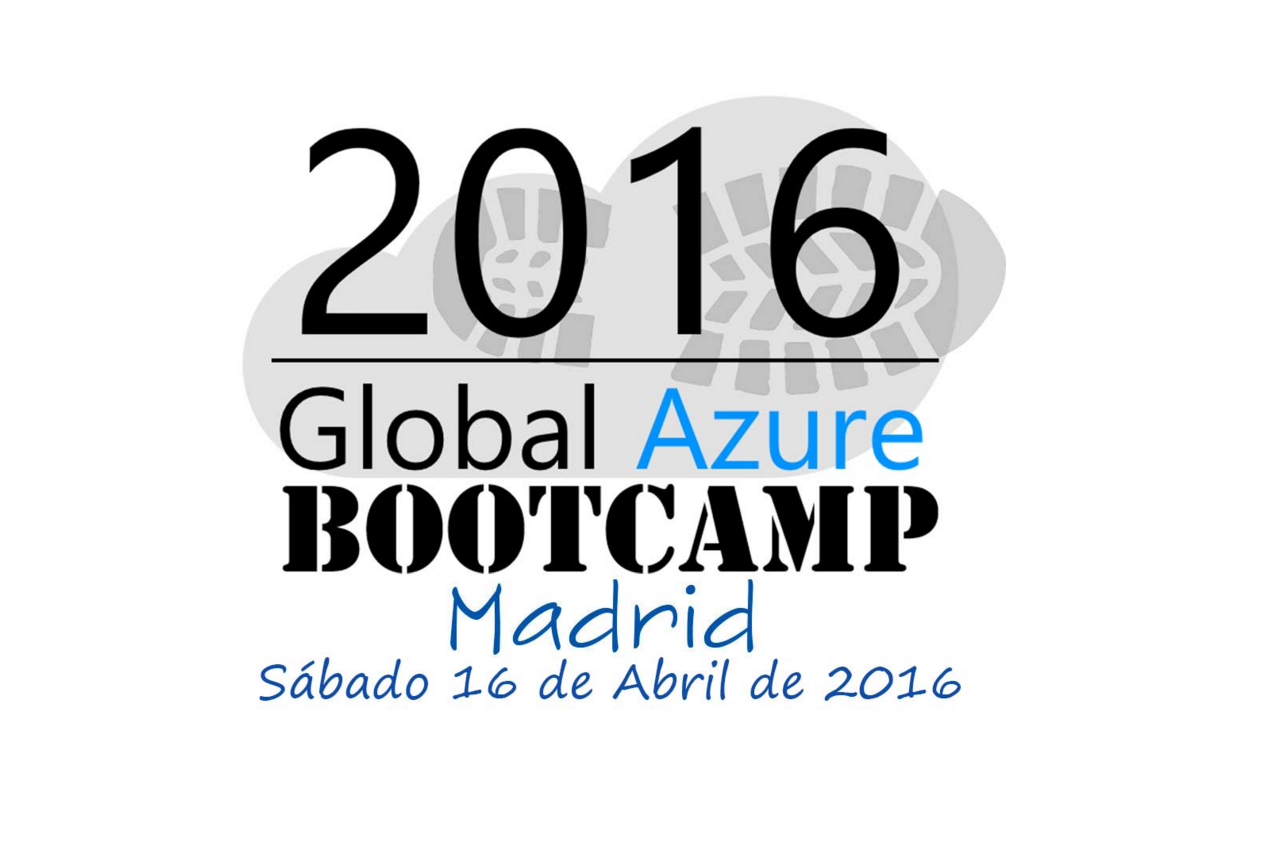 2016
Global Azure
BOOTCAMP
Madrid
Sábado 16 de Abril de 2016